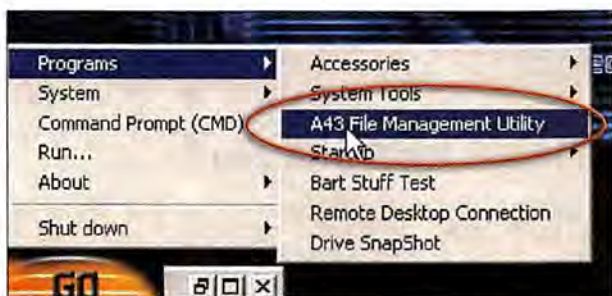 Programs
System
Command Prompt (CMD)
Run...
About
Shut down
Accessories
System Tools
A43 File Management Utility
Bart Stuff Test
Remote Desktop Connection
Drive SnapShot
GO